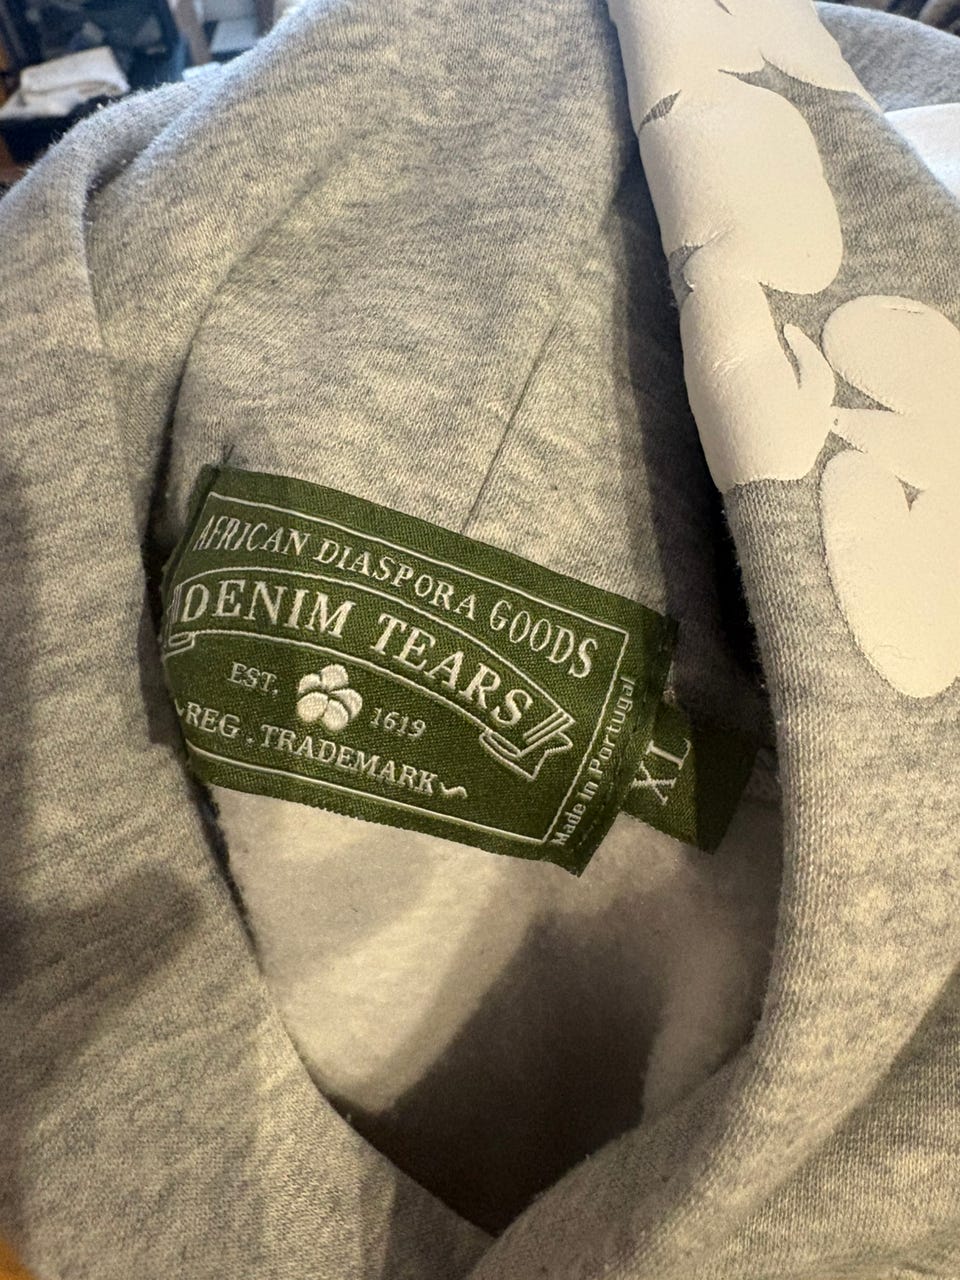 AFRICAN DIASPORA GOODS
DENIM TEARS
EST. 1619
REG. TRADEMARK
Made in Portugal
XL